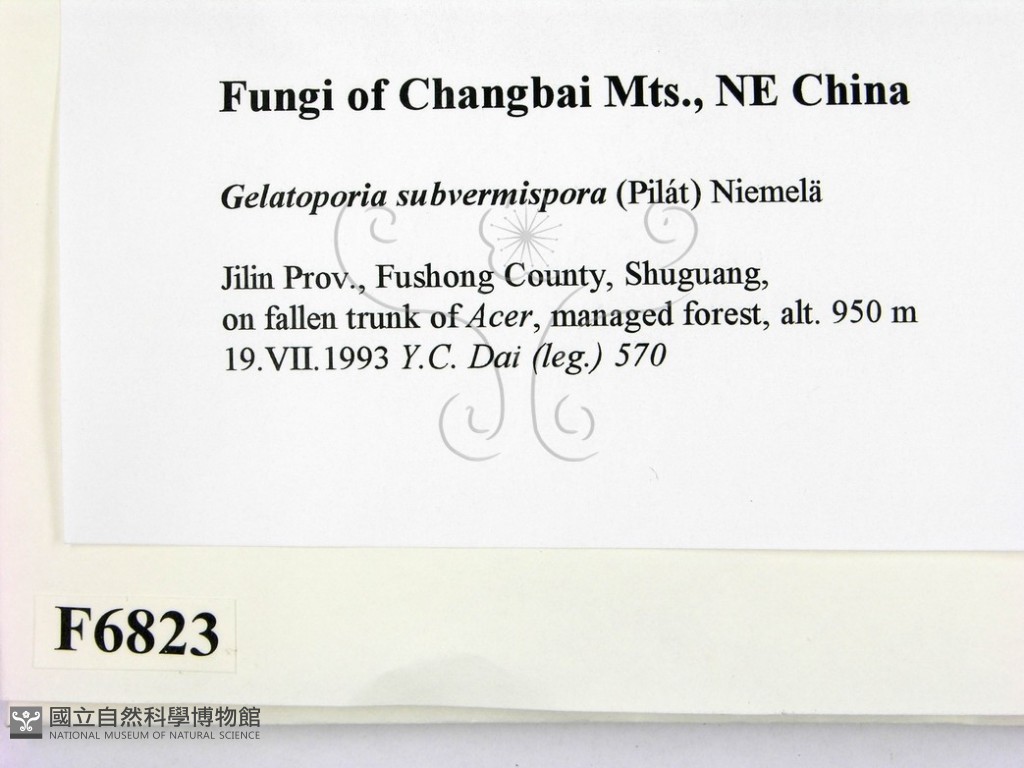 Fungi of Changbai Mts., NE China
Gelatoporia subvermispora (Pilát) Niemelä
Jilin Prov., Fushong County, Shuguang,
on fallen trunk of Acer, managed forest, alt. 950 m
19.VII.1993 Y.C. Dai (leg.) 570
F6823
國立自然科學博物館
NATIONAL MUSEUM OF NATURAL SCIENCE